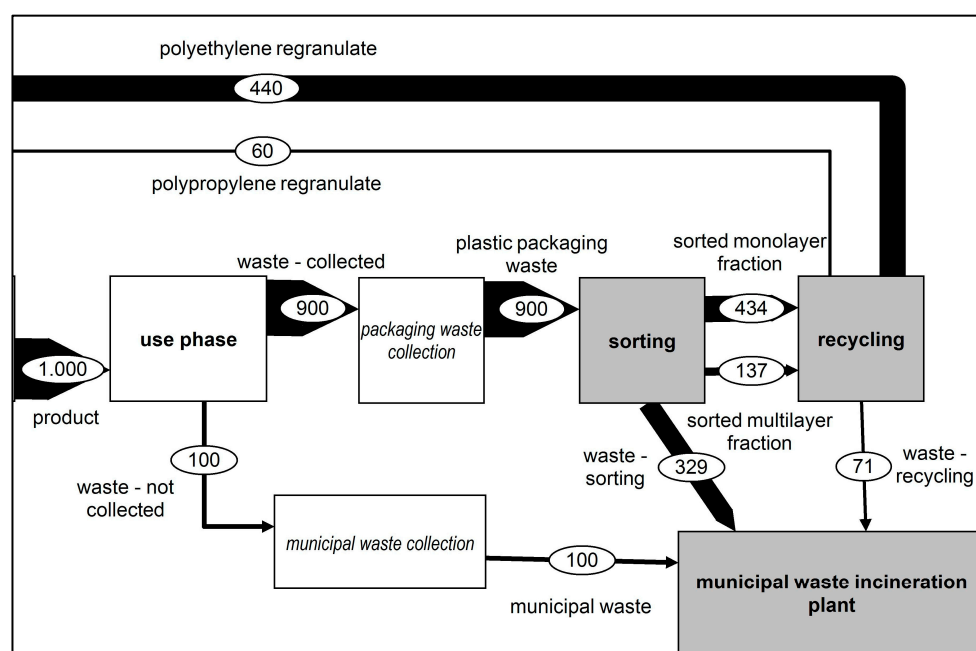 polyethylene regranulate
440
60
polypropylene regranulate
waste - collected
plastic packaging
waste
sorted monolayer
fraction
900
900
434
use phase
packaging waste
collection
sorting
recycling
1.000
137
product
sorted multilayer
fraction
100
waste -
sorting
329
71
waste -
recycling
waste - not
collected
municipal waste collection
100
municipal waste
municipal waste incineration
plant